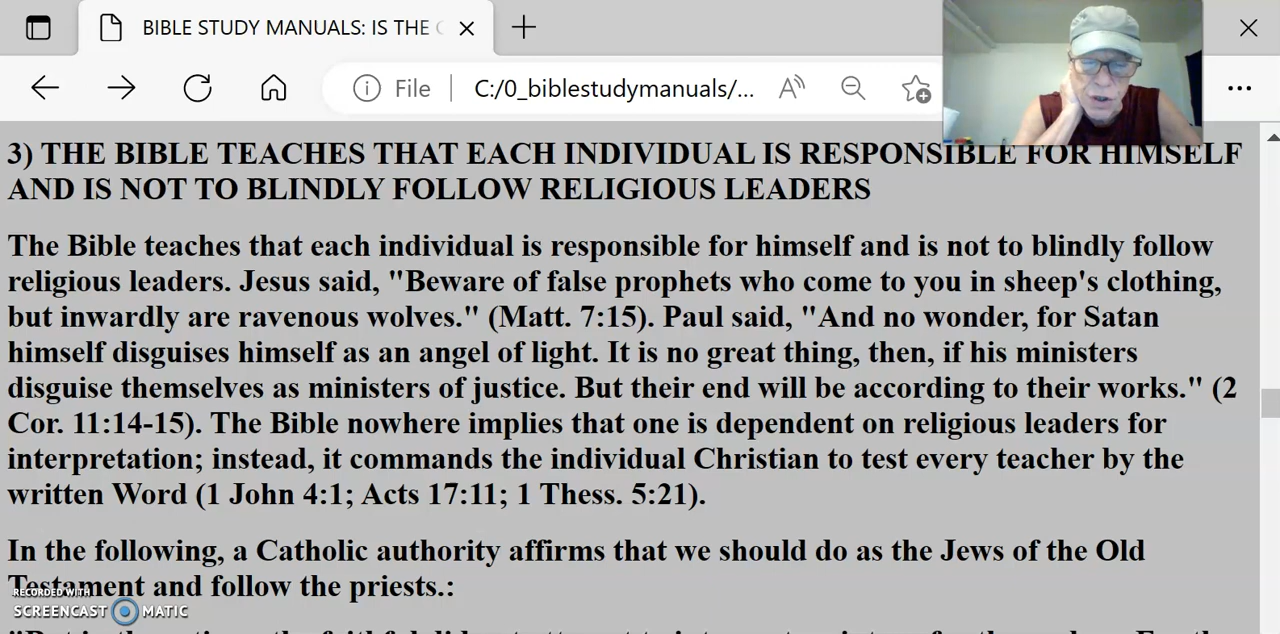 BIBLE STUDY MANUALS: IS THE
File
C:/0_biblestudymanuals/...
3) THE BIBLE TEACHES THAT EACH INDIVIDUAL IS RESPONSIBLE FOR HIMSELF
AND IS NOT TO BLINDLY FOLLOW RELIGIOUS LEADERS
The Bible teaches that each individual is responsible for himself and is not to blindly follow
religious leaders. Jesus said, "Beware of false prophets who come to you in sheep's clothing,
but inwardly are ravenous wolves." (Matt. 7:15). Paul said, "And no wonder, for Satan
himself disguises himself as an angel of light. It is no great thing, then, if his ministers
disguise themselves as ministers of justice. But their end will be according to their works." (2
Cor. 11:14-15). The Bible nowhere implies that one is dependent on religious leaders for
interpretation; instead, it commands the individual Christian to test every teacher by the
written Word (1 John 4:1; Acts 17:11; 1 Thess. 5:21).
In the following, a Catholic authority affirms that we should do as the Jews of the Old
Testament and follow the priests.:
RECORDED WITH
SCREENCAST MATIC